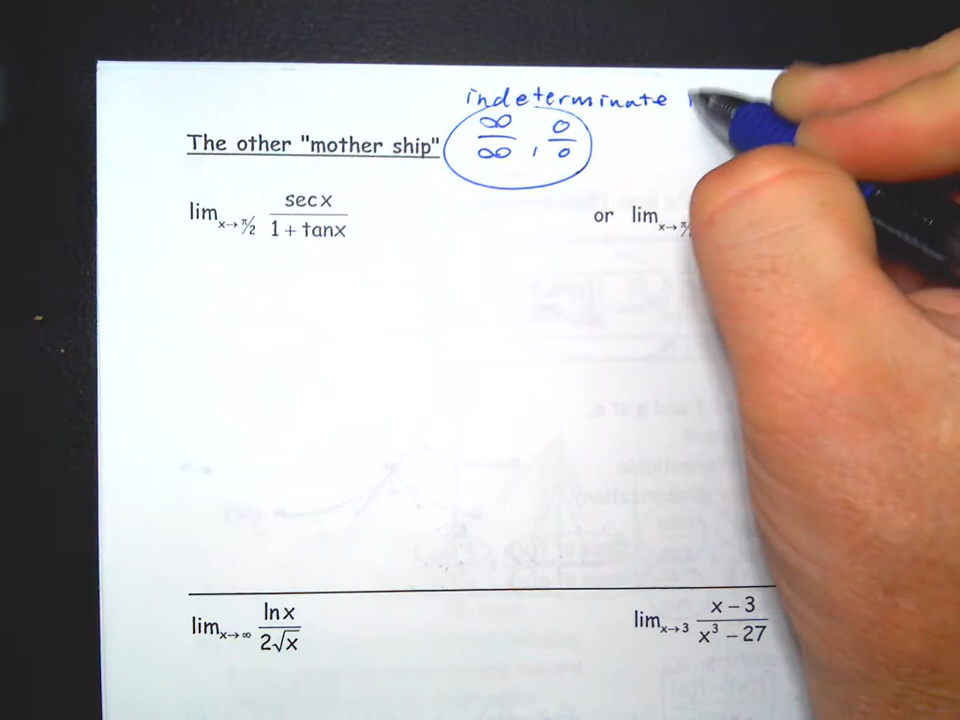 indeterminate
The other "mother ship" ∞/∞ , 0/0
lim x→π/2 sec x / 1 + tan x or lim x→π/
lim x→∞ ln x / 2√x lim x→3 x – 3 / x³ – 27